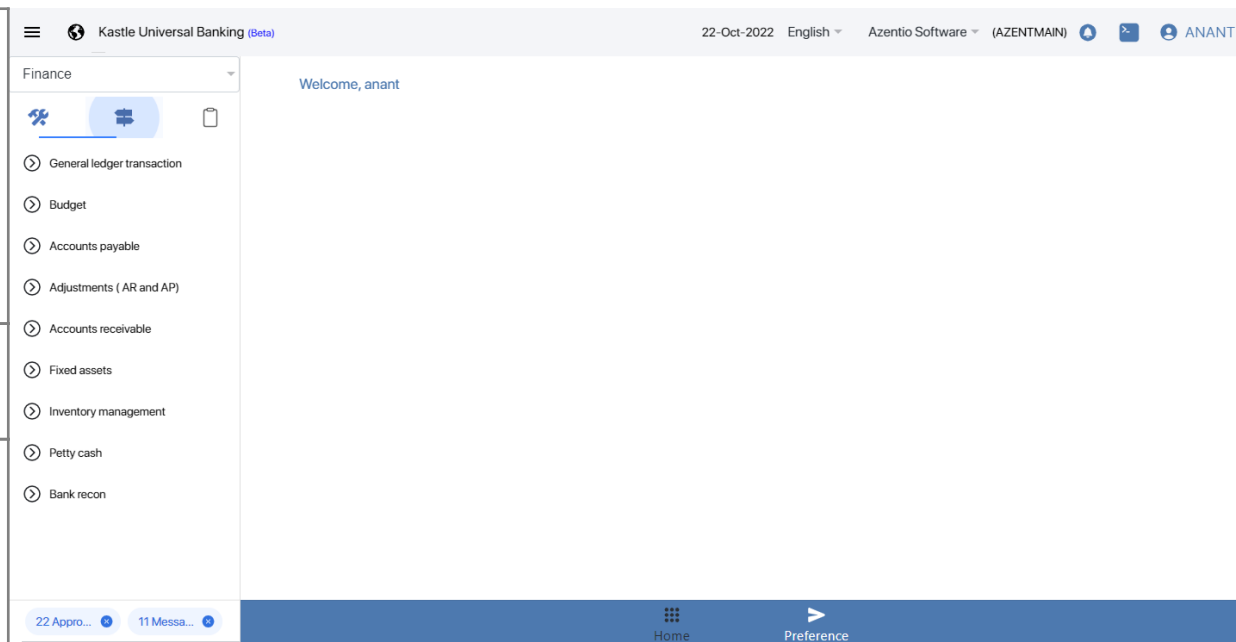 Kastle Universal Banking (Beta) 22-Oct-2022 English Azentio Software (AZENTMAIN) ANANT
Finance
Welcome, anant
General ledger transaction
Budget
Accounts payable
Adjustments ( AR and AP)
Accounts receivable
Fixed assets
Inventory management
Petty cash
Bank recon
22 Appro... 11 Messa...
Home Preference